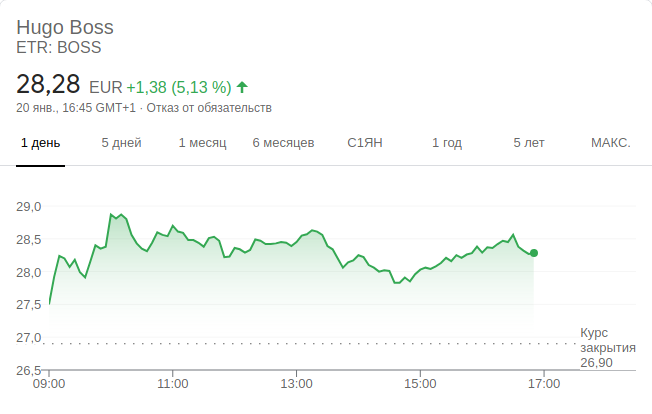 Hugo Boss
ETR: BOSS
28,28 EUR +1,38 (5,13 %)
20 янв., 16:45 GMT+1 · Отказ от обязательств
1 день 5 дней 1 месяц 6 месяцев С1ЯН 1 год 5 лет МАКС.
29,0
28,5
28,0
27,5
27,0
26,5
Курс
закрытия
26,90
09:00 11:00 13:00 15:00 17:00